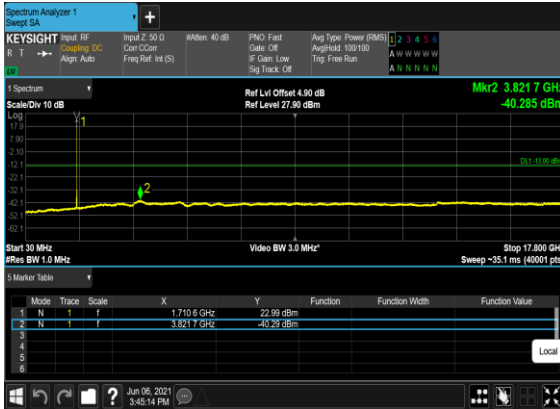 Spectrum Analyzer 1
Swept SA
KEYSIGHT Input: RF Input Z: 50 Ω #Atten: 40 dB PNO: Fast Avg Type: Power (RMS) 1 2 3 4 5 6
R T Coupling: DC Corr CCorr Gate: Off Avg|Hold: 100/100 A W W W W W
Align: Auto Freq Ref: Int (S) IF Gain: Low Trig: Free Run
Sig Track: Off A N N N N N
1 Spectrum
Ref Lvl Offset 4.90 dB Mkr2 3.821 7 GHz
Scale/Div 10 dB Ref Level 27.90 dBm -40.285 dBm
Log
17.9
7.90
-2.10
-12.1
-22.1
-32.1
-42.1
-52.1
-62.1
1
2
DL1 -13.00 dBm
Start 30 MHz Video BW 3.0 MHz* Stop 17.800 GH
#Res BW 1.0 MHz Sweep ~35.1 ms (40001 pts
5 Marker Table
Mode Trace Scale X Y Function Function Width Function Value
1 N 1 f 1.710 6 GHz 22.99 dBm
2 N 1 f 3.821 7 GHz -40.29 dBm
3
4
5
6
Local
? Jun 06, 2021
3:45:14 PM